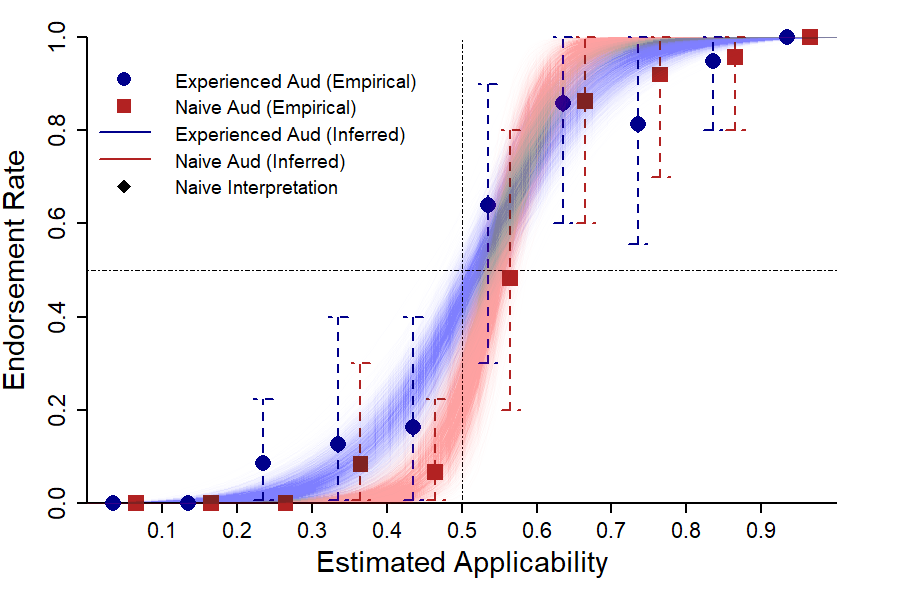 Endorsement Rate
1.0
0.8
0.6
0.4
0.2
0.0
Experienced Aud (Empirical)
Naive Aud (Empirical)
Experienced Aud (Inferred)
Naive Aud (Inferred)
Naive Interpretation
0.1 0.2 0.3 0.4 0.5 0.6 0.7 0.8 0.9
Estimated Applicability